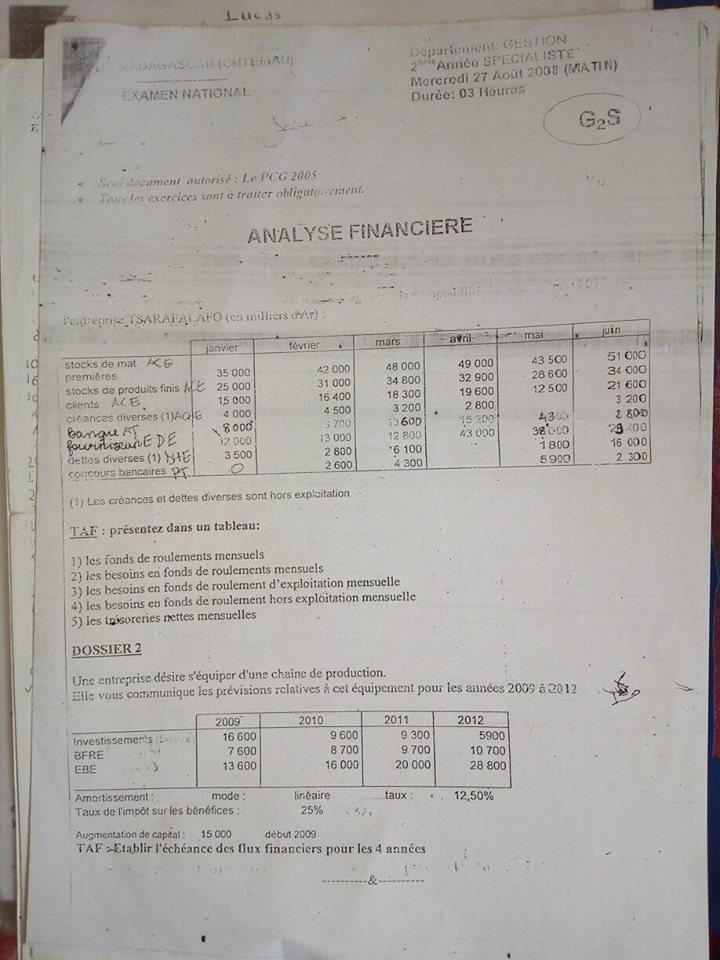 Lucas
MADAGASCAR (CNTEMAD)
EXAMEN NATIONAL
Département: GESTION
2ème Année SPECIALISTE
Mercredi 27 Août 2008 (MATIN)
Durée: 03 Heures
G2S
Seul document autorisé : Le PCG 2005
Tous les exercices sont à traiter obligatoirement.
ANALYSE FINANCIERE
l'entreprise TSARAFALAFO (en milliers d'Ar) :
janvier février mars avril mai juin
stocks de mat. ACE
premières 35 000 42 000 48 000 49 000 43 500 51 000
stocks de produits finis ACE 25 000 31 000 34 800 32 900 28 600 34 000
clients ACE 15 000 16 400 18 300 19 600 12 500 21 600
créances diverses (1) 4 000 4 500 3 200 2 800 3 200
Banque AT 8000 3 700 13600 15 200 4300 2 800
fournisseur DE 12 000 13 000 12 800 43 000 38 000
dettes diverses (1) 3 500 2 800 6 100 1 800 16 000
concours bancaires PT 0 2 600 4 300 5 900 2 300
(1) Les créances et dettes diverses sont hors exploitation
TAF : présentez dans un tableau:
1) les fonds de roulements mensuels
2) les besoins en fonds de roulements mensuels
3) les besoins en fonds de roulement d'exploitation mensuelle
4) les besoins en fonds de roulement hors exploitation mensuelle
5) les trésoreries nettes mensuelles
DOSSIER 2
Une entreprise désire s'équiper d'une chaîne de production.
Elle vous communique les prévisions relatives à cet équipement pour les années 2009 à 2012
2009 2010 2011 2012
Investissements 16 600 9 600 9 300 5900
BFRE 7 600 8 700 9 700 10 700
EBE 13 600 16 000 20 000 28 800
Amortissement : mode : linéaire taux : 12,50%
Taux de l'impôt sur les bénéfices : 25%
Augmentation de capital : 15 000 début 2009
TAF :-Etablir l'échéance des flux financiers pour les 4 années
----------&----------